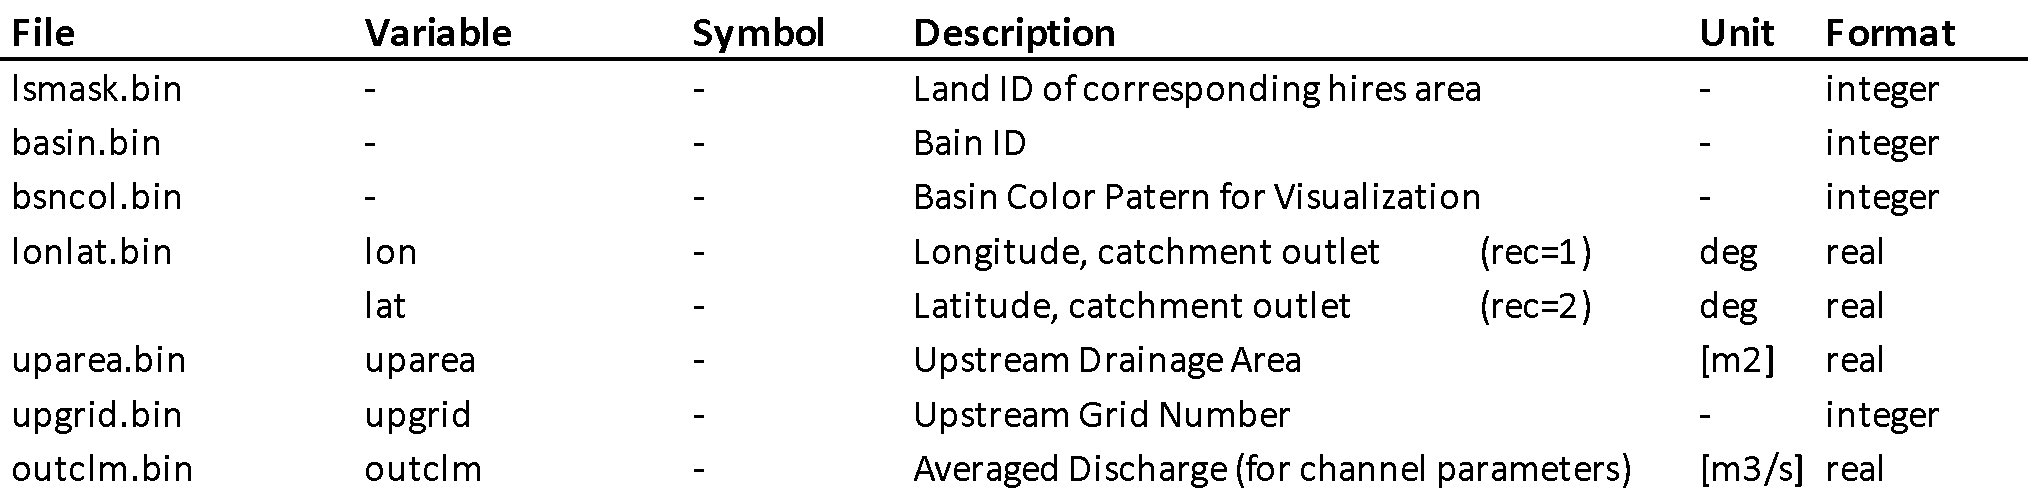 File Variable Symbol Description Unit Format
lsmask.bin - - Land ID of corresponding hires area - integer
basin.bin - - Bain ID - integer
bsncol.bin - - Basin Color Patern for Visualization - integer
lonlat.bin lon - Longitude, catchment outlet (rec=1) deg real
lat - Latitude, catchment outlet (rec=2) deg real
uparea.bin uparea - Upstream Drainage Area [m2] real
upgrid.bin upgrid - Upstream Grid Number - integer
outclm.bin outclm - Averaged Discharge (for channel parameters) [m3/s] real